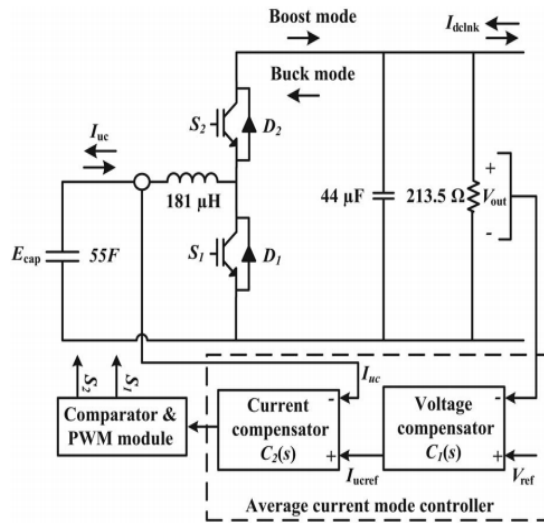 Boost mode
I_dclnk
Buck mode
S_2
D_2
I_uc
181 μH
44 μF
213.5 Ω
+
V_out
-
E_cap
55F
S_1
D_1
S_2
S_1
I_uc
Comparator &
PWM module
-
Current
compensator
C_2(s)
+
I_ucref
-
Voltage
compensator
C_1(s)
+
V_ref
Average current mode controller